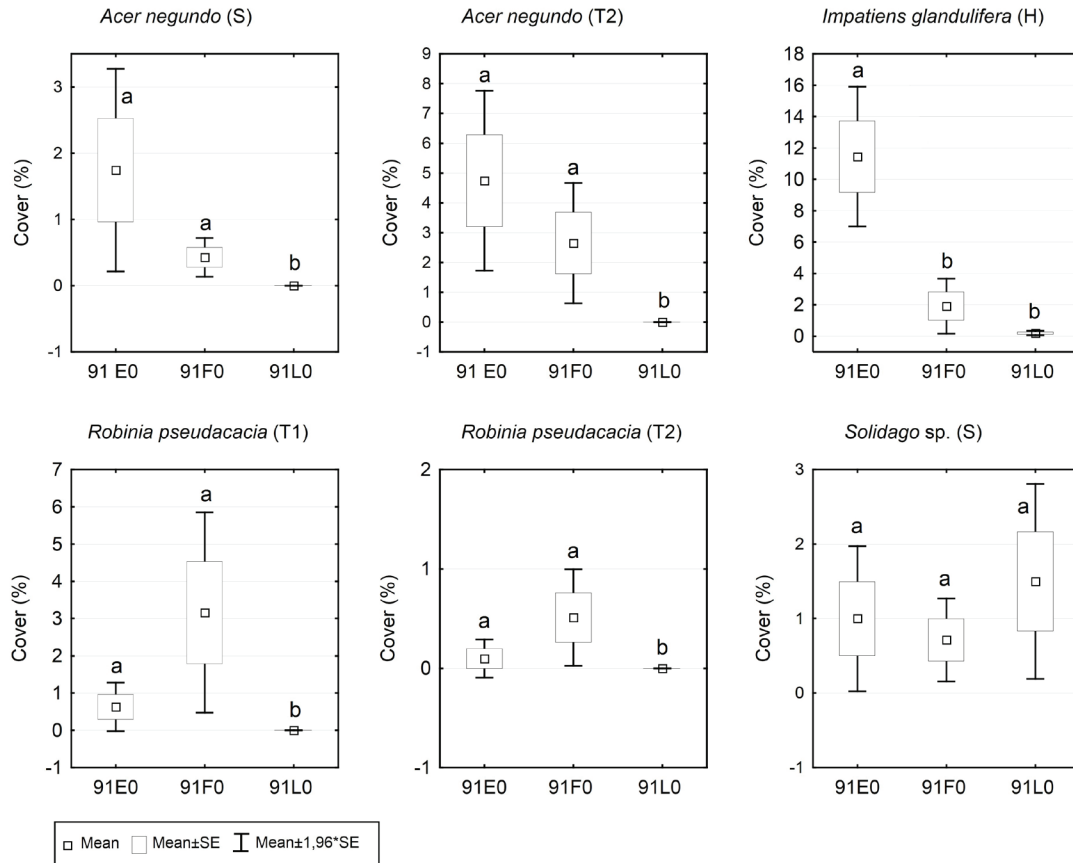 Acer negundo (S)
Acer negundo (T2)
Impatiens glandulifera (H)
Cover (%)
3
2
1
0
-1
a
a
b
91 E0
91F0
91L0
Cover (%)
9
8
7
6
5
4
3
2
1
0
-1
a
a
b
91E0
91F0
91L0
Cover (%)
18
16
14
12
10
8
6
4
2
0
a
b
b
91E0
91F0
91L0
Robinia pseudacacia (T1)
Robinia pseudacacia (T2)
Solidago sp. (S)
Cover (%)
7
6
5
4
3
2
1
0
-1
a
a
b
91E0
91F0
91L0
Cover (%)
2
1
0
-1
a
a
b
91E0
91F0
91L0
Cover (%)
3
2
1
0
-1
a
a
a
91E0
91F0
91L0
Mean Mean±SE Mean±1,96*SE